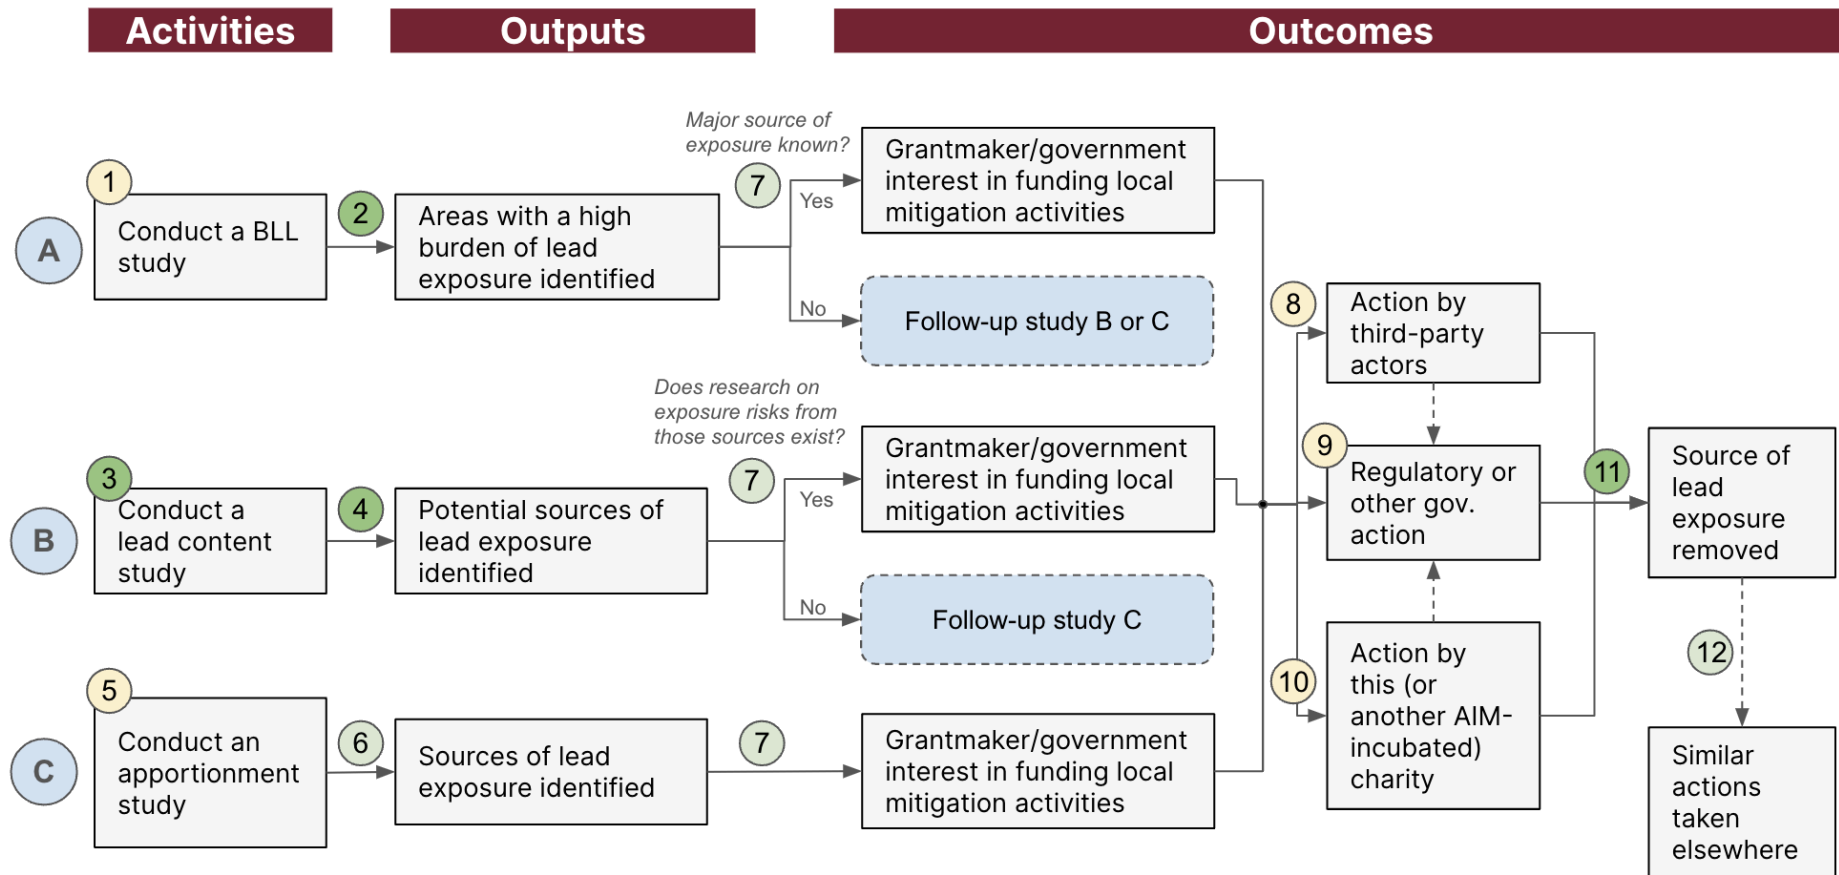 Activities
Outputs
Outcomes
Major source of
exposure known?
1
2
7
Yes
No
A
Conduct a BLL
study
Areas with a high
burden of lead
exposure identified
Grantmaker/government
interest in funding local
mitigation activities
Follow-up study B or C
Does research on
exposure risks from
those sources exist?
3
4
7
Yes
No
B
Conduct a
lead content
study
Potential sources of
lead exposure
identified
Grantmaker/government
interest in funding local
mitigation activities
Follow-up study C
5
6
7
C
Conduct an
apportionment
study
Sources of lead
exposure identified
Grantmaker/government
interest in funding local
mitigation activities
8
Action by
third-party
actors
9
Regulatory or
other gov.
action
10
Action by
this (or
another AIM-
incubated)
charity
11
Source of
lead
exposure
removed
12
Similar
actions
taken
elsewhere